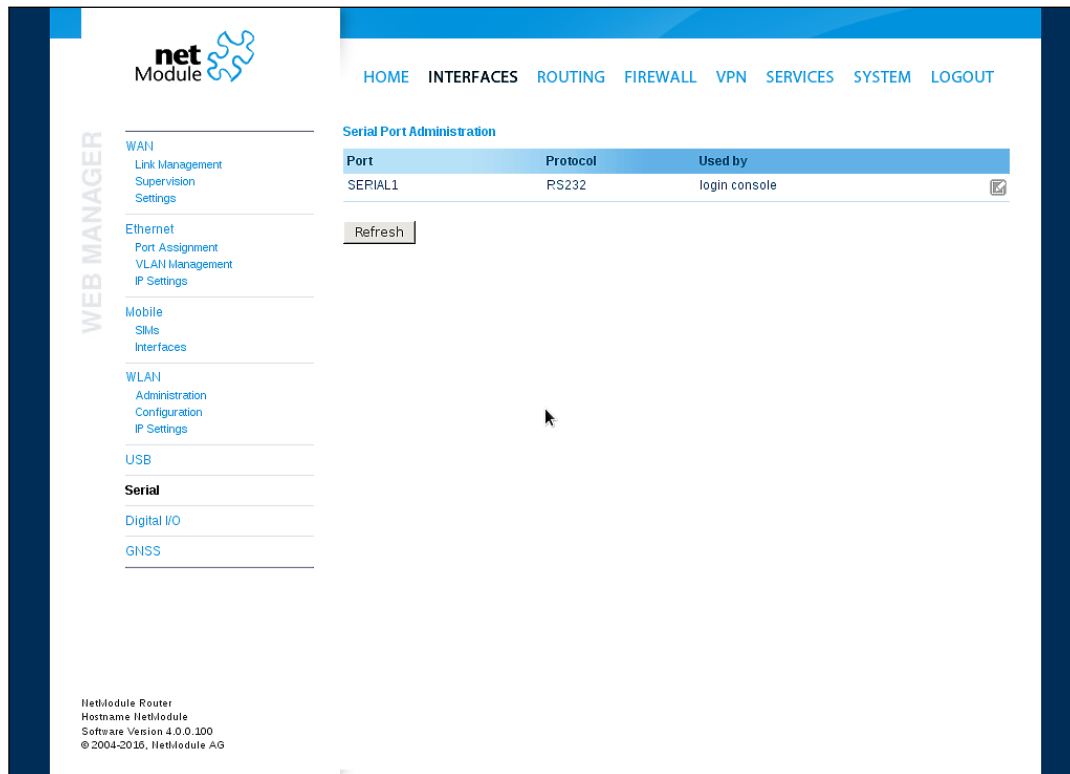 net
Module
HOME INTERFACES ROUTING FIREWALL VPN SERVICES SYSTEM LOGOUT
WEB MANAGER
WAN
Link Management
Supervision
Settings
Ethernet
Port Assignment
VLAN Management
IP Settings
Mobile
SIMs
Interfaces
WLAN
Administration
Configuration
IP Settings
USB
Serial
Digital I/O
GNSS
Serial Port Administration
Port Protocol Used by
SERIAL1 RS232 login console
Refresh
NetModule Router
Hostname NetModule
Software Version 4.0.0.100
© 2004-2016, NetModule AG